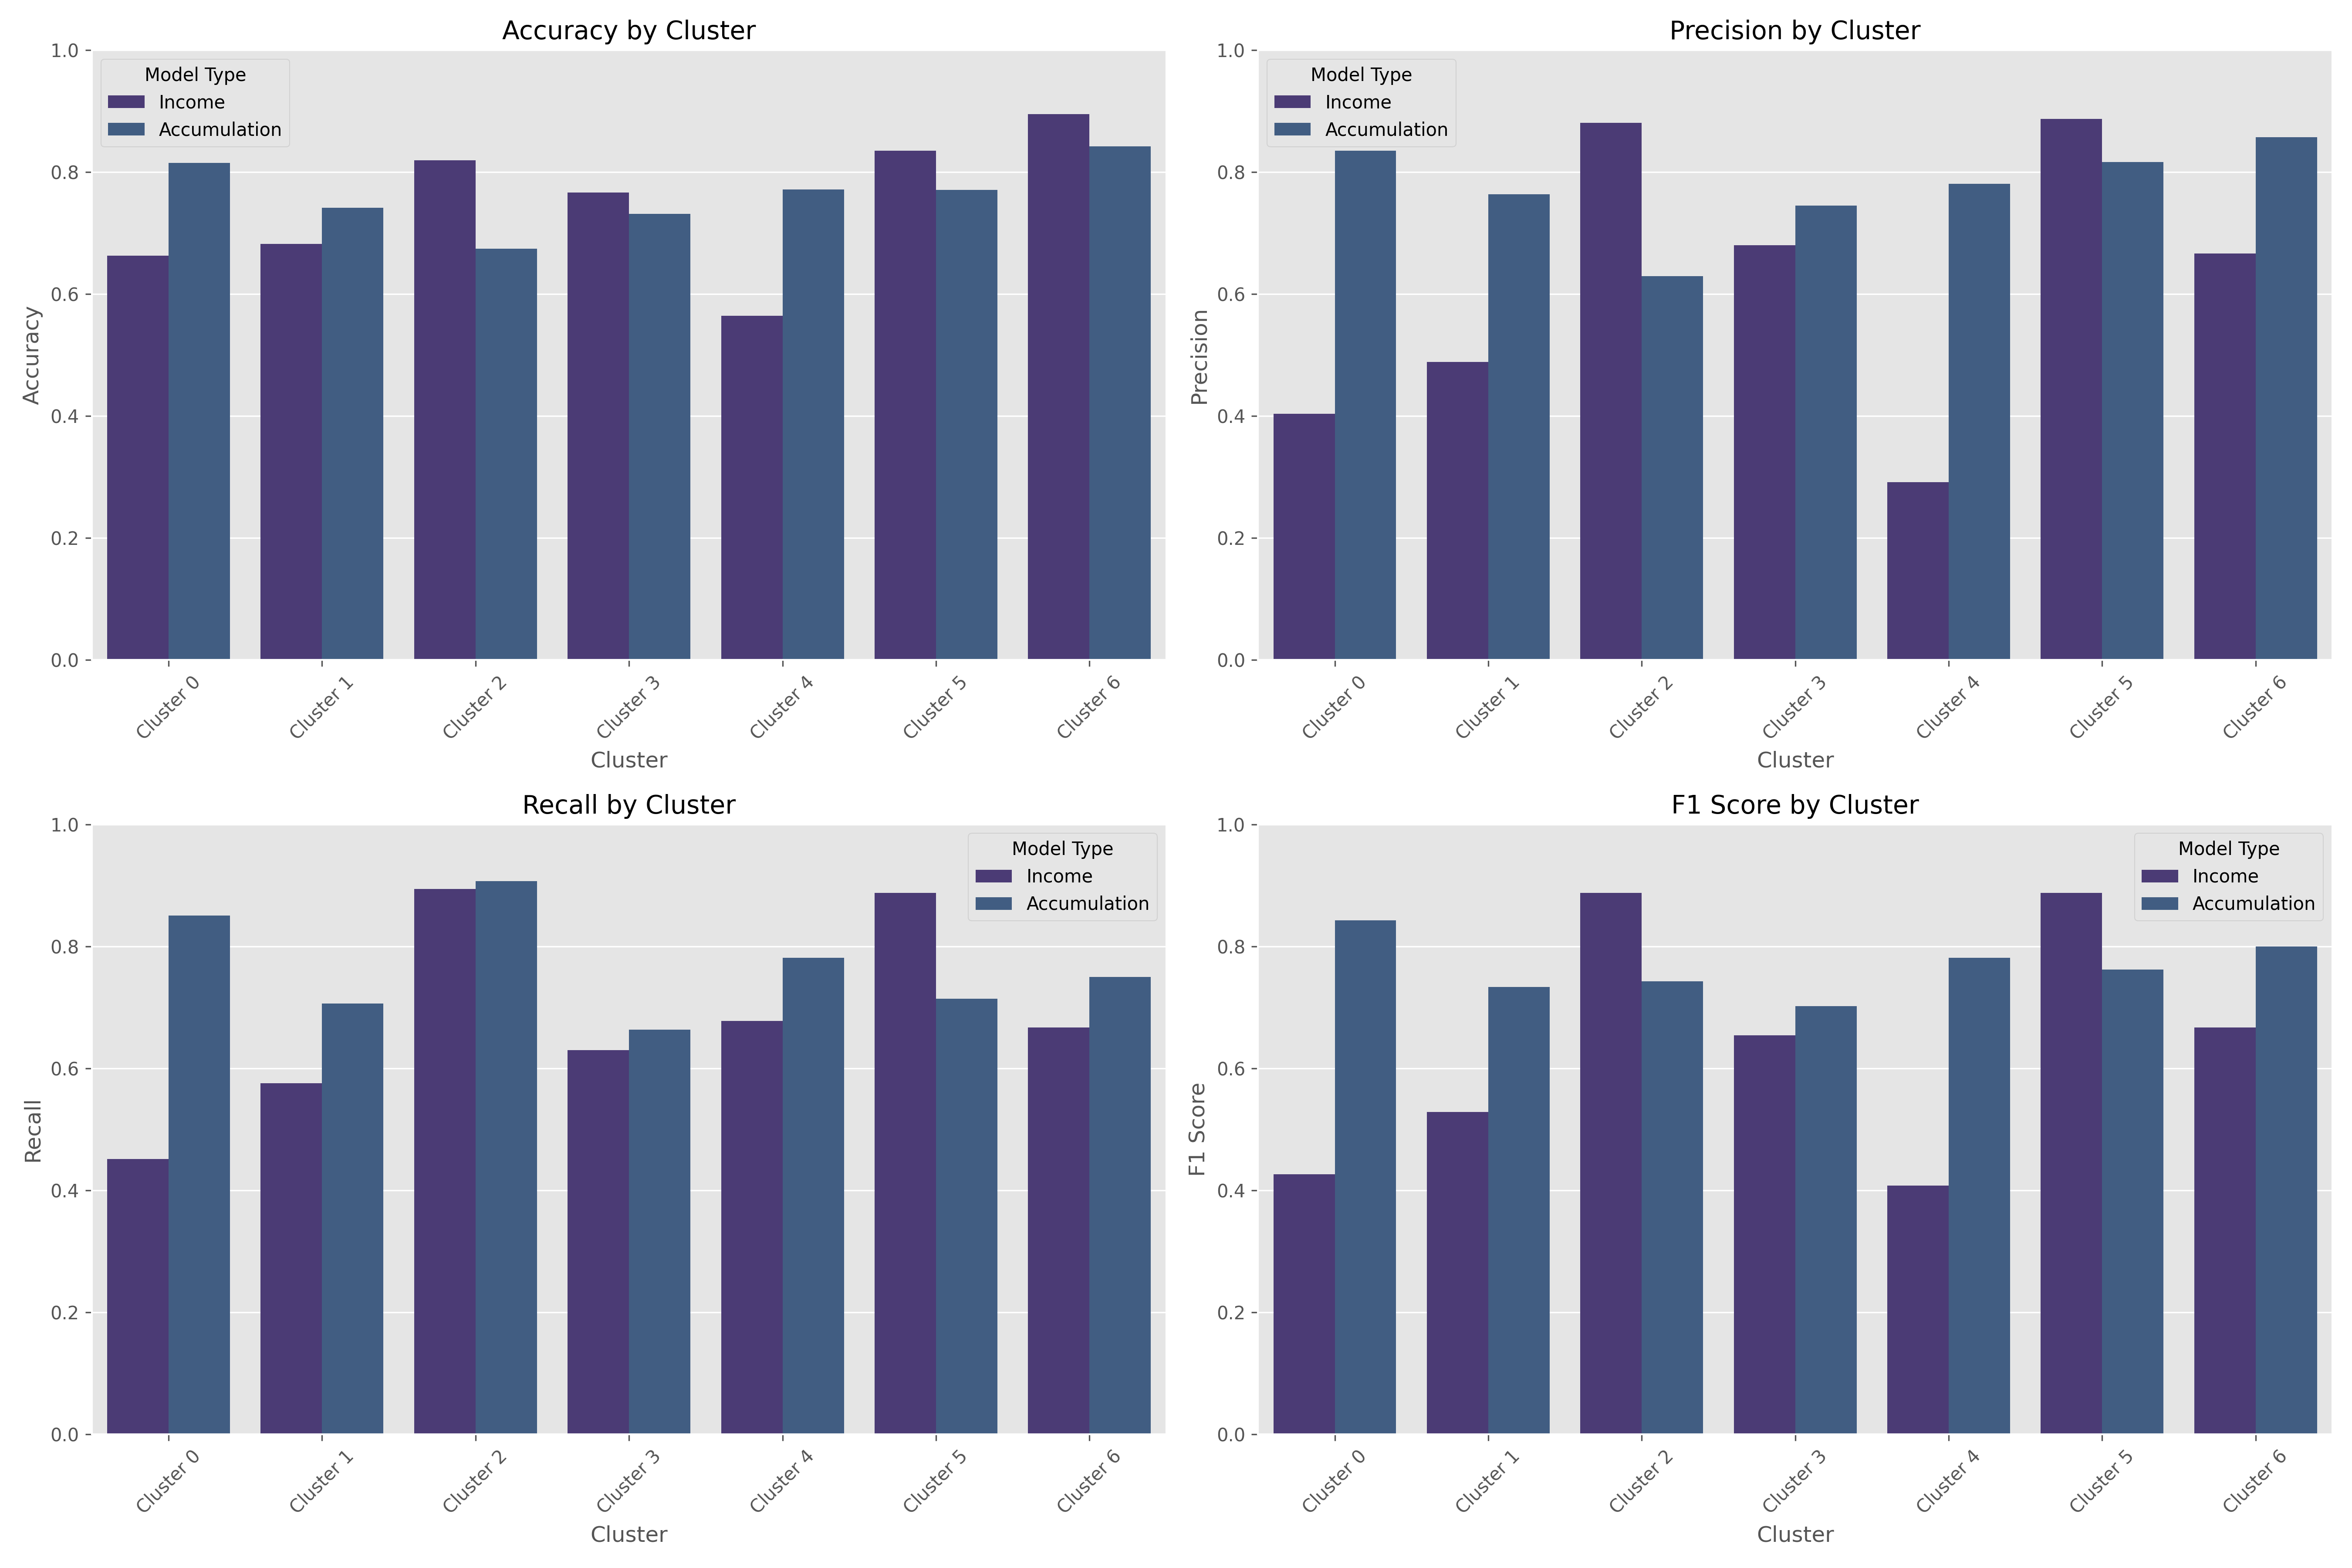 Accuracy by Cluster
1.0
0.8
0.6
0.4
0.2
0.0
Accuracy
Model Type
Income
Accumulation
Cluster 0
Cluster 1
Cluster 2
Cluster 3
Cluster 4
Cluster 5
Cluster 6
Cluster
Precision by Cluster
1.0
0.8
0.6
0.4
0.2
0.0
Precision
Model Type
Income
Accumulation
Cluster 0
Cluster 1
Cluster 2
Cluster 3
Cluster 4
Cluster 5
Cluster 6
Cluster
Recall by Cluster
1.0
0.8
0.6
0.4
0.2
0.0
Recall
Model Type
Income
Accumulation
Cluster 0
Cluster 1
Cluster 2
Cluster 3
Cluster 4
Cluster 5
Cluster 6
Cluster
F1 Score by Cluster
1.0
0.8
0.6
0.4
0.2
0.0
F1 Score
Model Type
Income
Accumulation
Cluster 0
Cluster 1
Cluster 2
Cluster 3
Cluster 4
Cluster 5
Cluster 6
Cluster